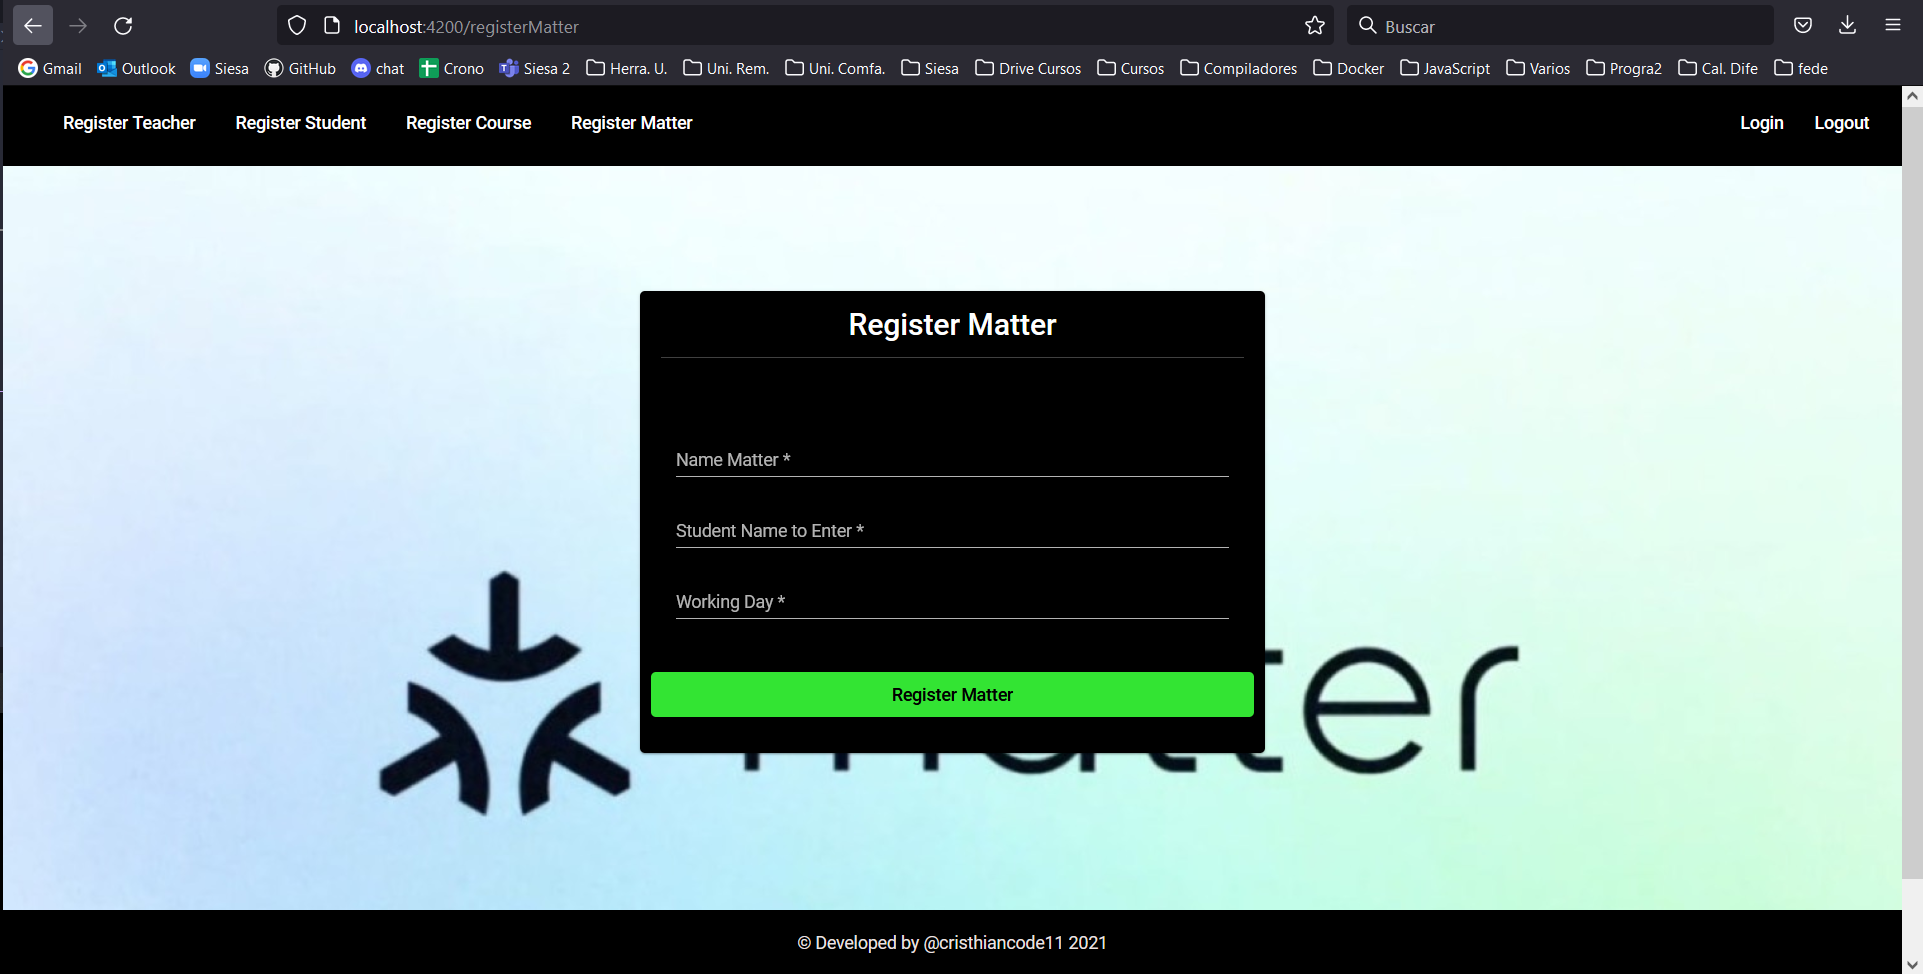 localhost:4200/registerMatter
Buscar
Gmail Outlook Siesa GitHub chat Crono Siesa 2 Herra. U. Uni. Rem. Uni. Comfa. Siesa Drive Cursos Cursos Compiladores Docker JavaScript Varios Progra2 Cal. Dife fede
Register Teacher Register Student Register Course Register Matter Login Logout
Register Matter
Name Matter *
Student Name to Enter *
Working Day *
Register Matter
© Developed by @cristhiancode11 2021